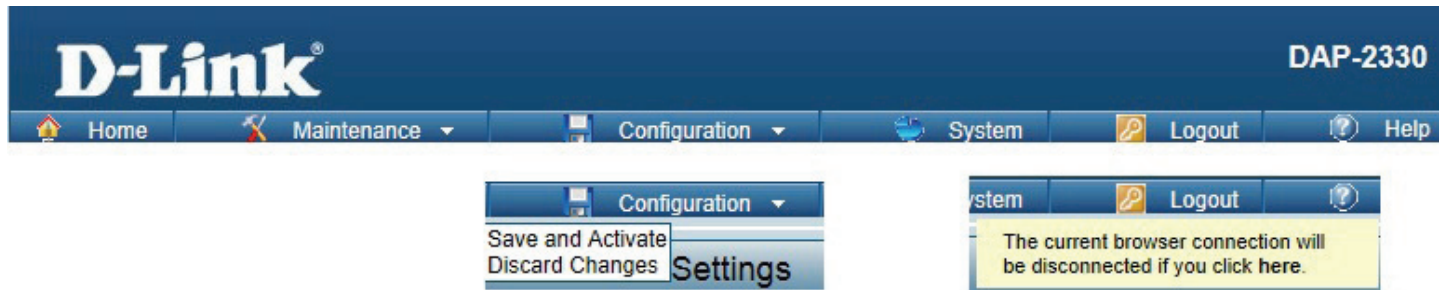 D-Link®
DAP-2330
Home Maintenance Configuration System Logout Help
Configuration
Save and Activate
Discard Changes
Settings
ystem Logout
The current browser connection will
be disconnected if you click here.